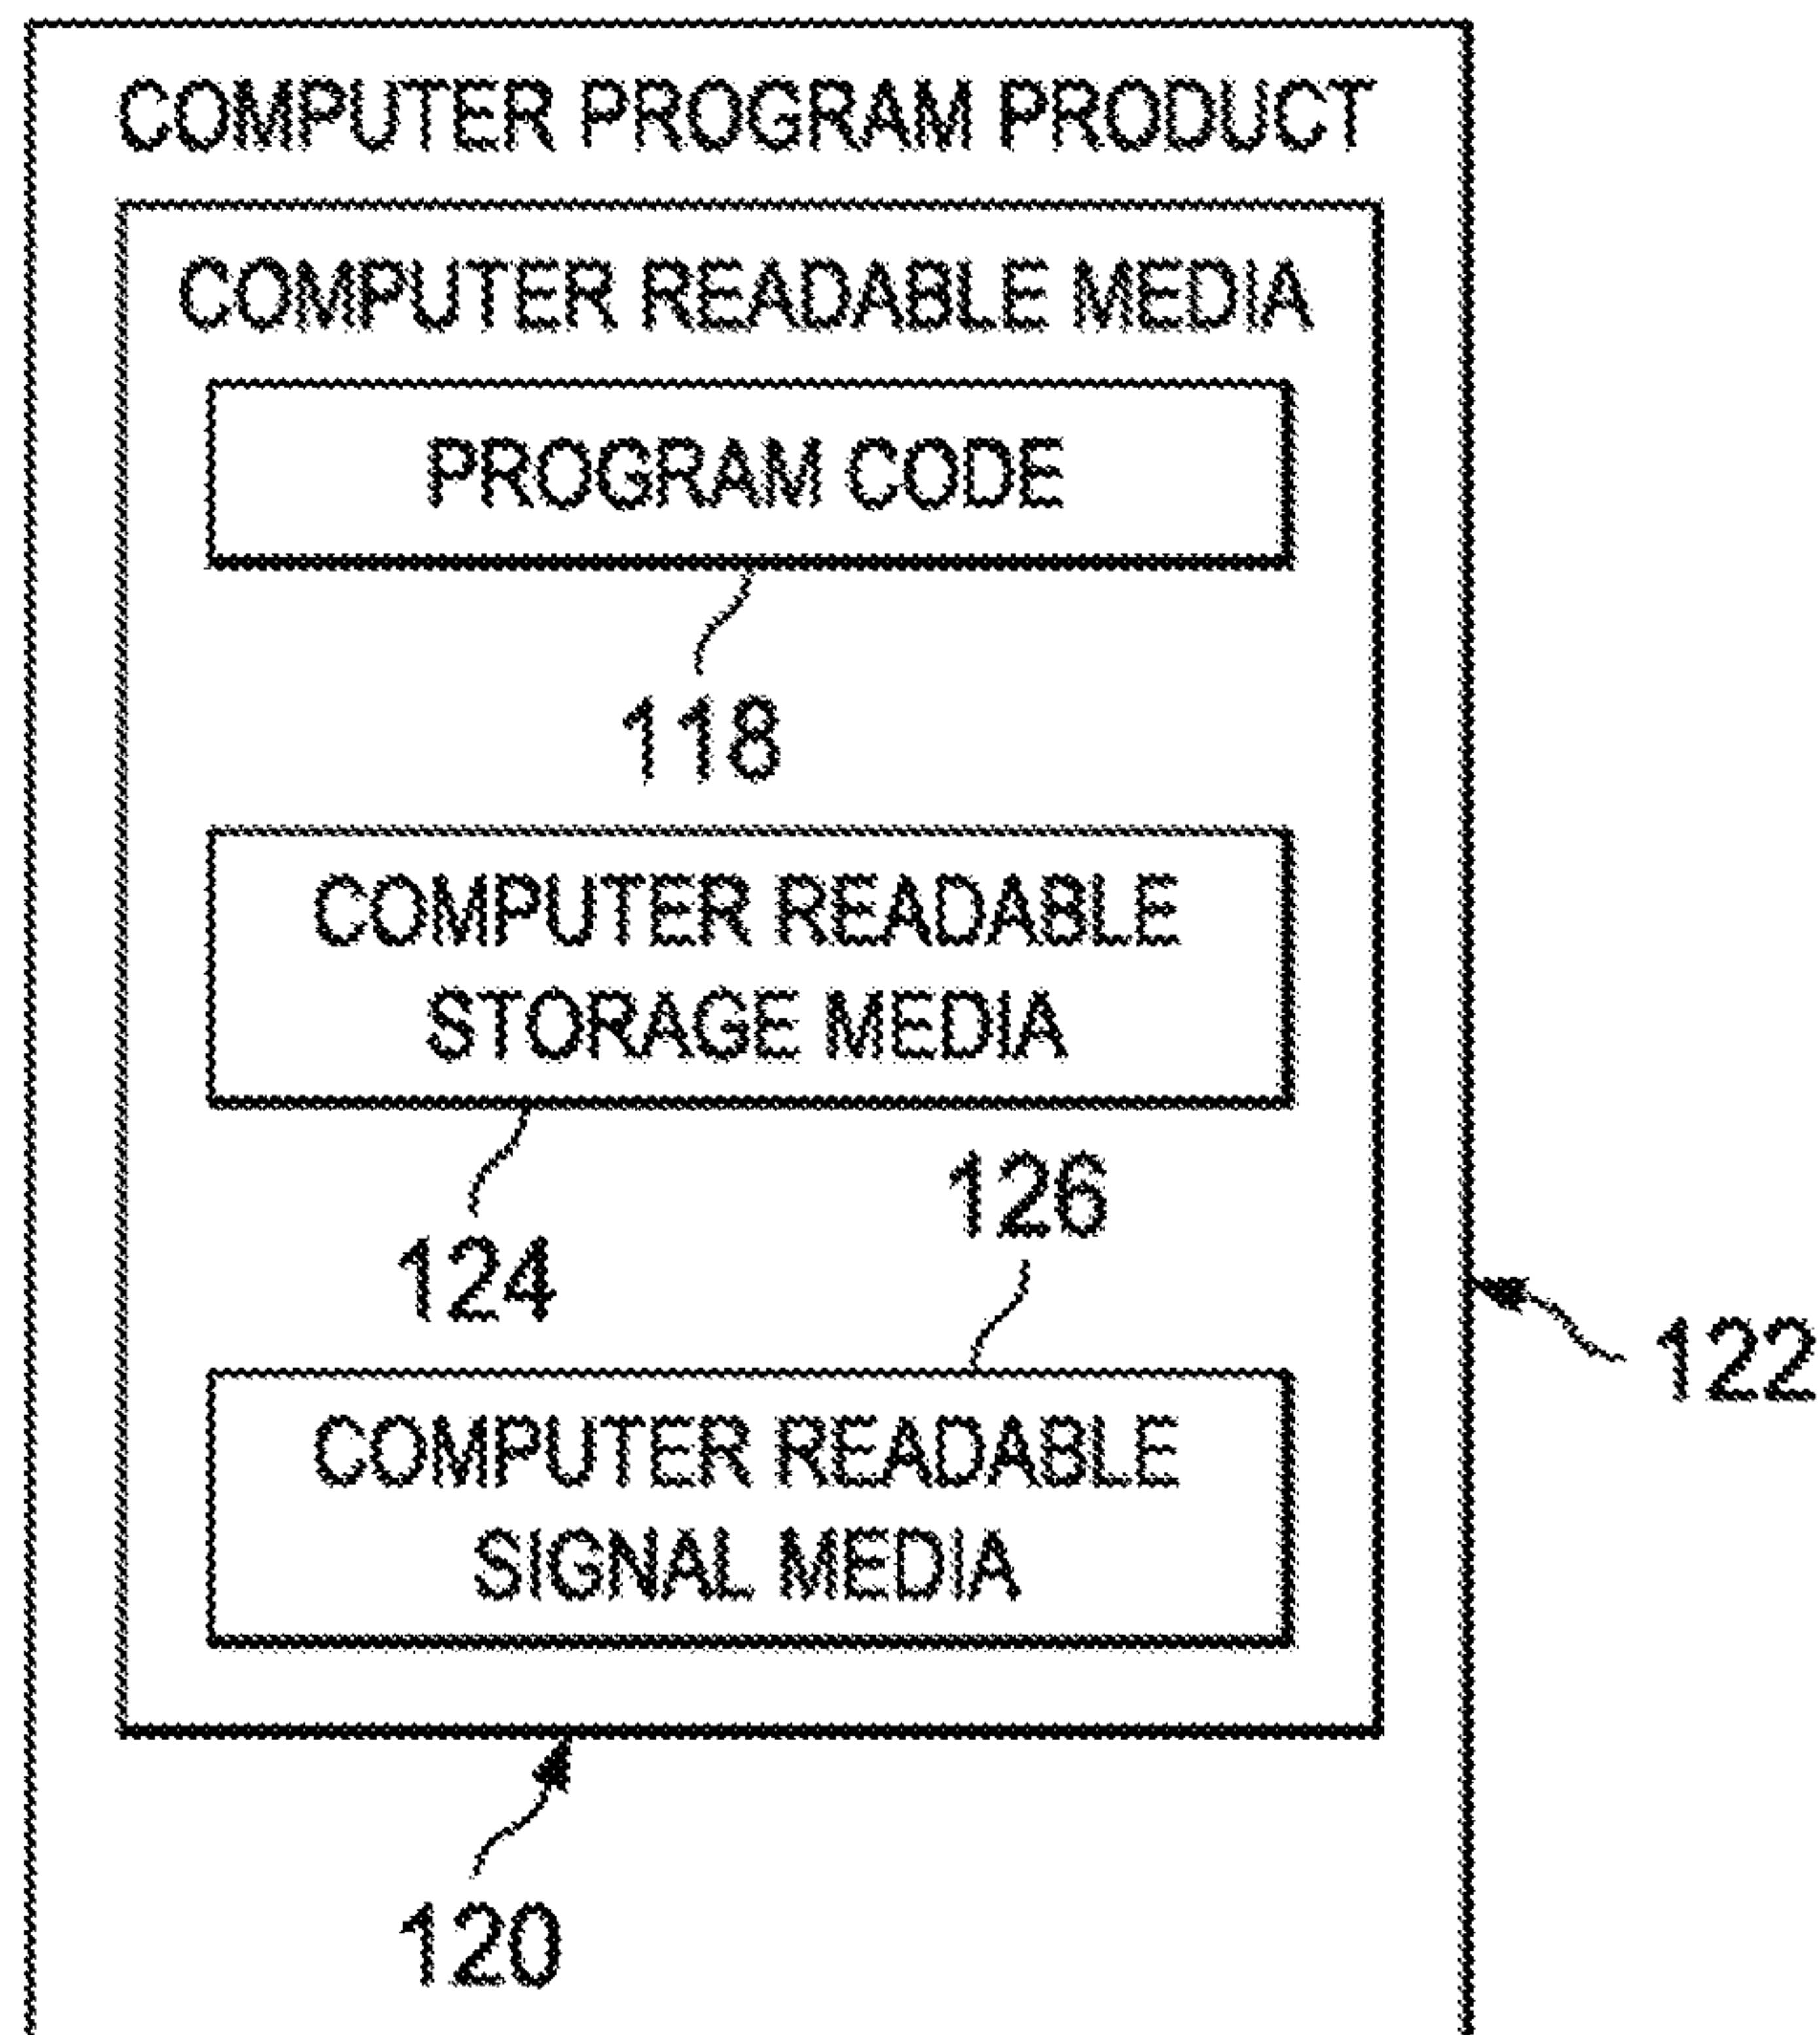 COMPUTER PROGRAM PRODUCT
COMPUTER READABLE MEDIA
PROGRAM CODE
118
COMPUTER READABLE
STORAGE MEDIA
124
126
122
COMPUTER READABLE
SIGNAL MEDIA
120